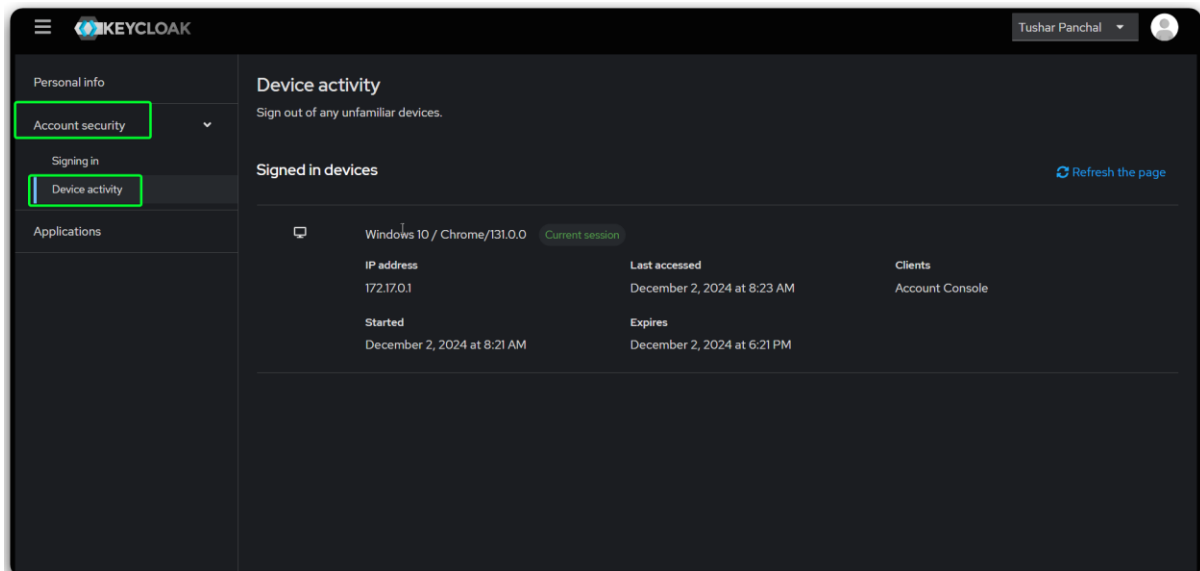 KEYCLOAK
Tushar Panchal
Personal info
Account security
Signing in
Device activity
Applications
Device activity
Sign out of any unfamiliar devices.
Signed in devices
Refresh the page
Windows 10 / Chrome/131.0.0 Current session
IP address Last accessed Clients
172.17.0.1 December 2, 2024 at 8:23 AM Account Console
Started Expires
December 2, 2024 at 8:21 AM December 2, 2024 at 6:21 PM